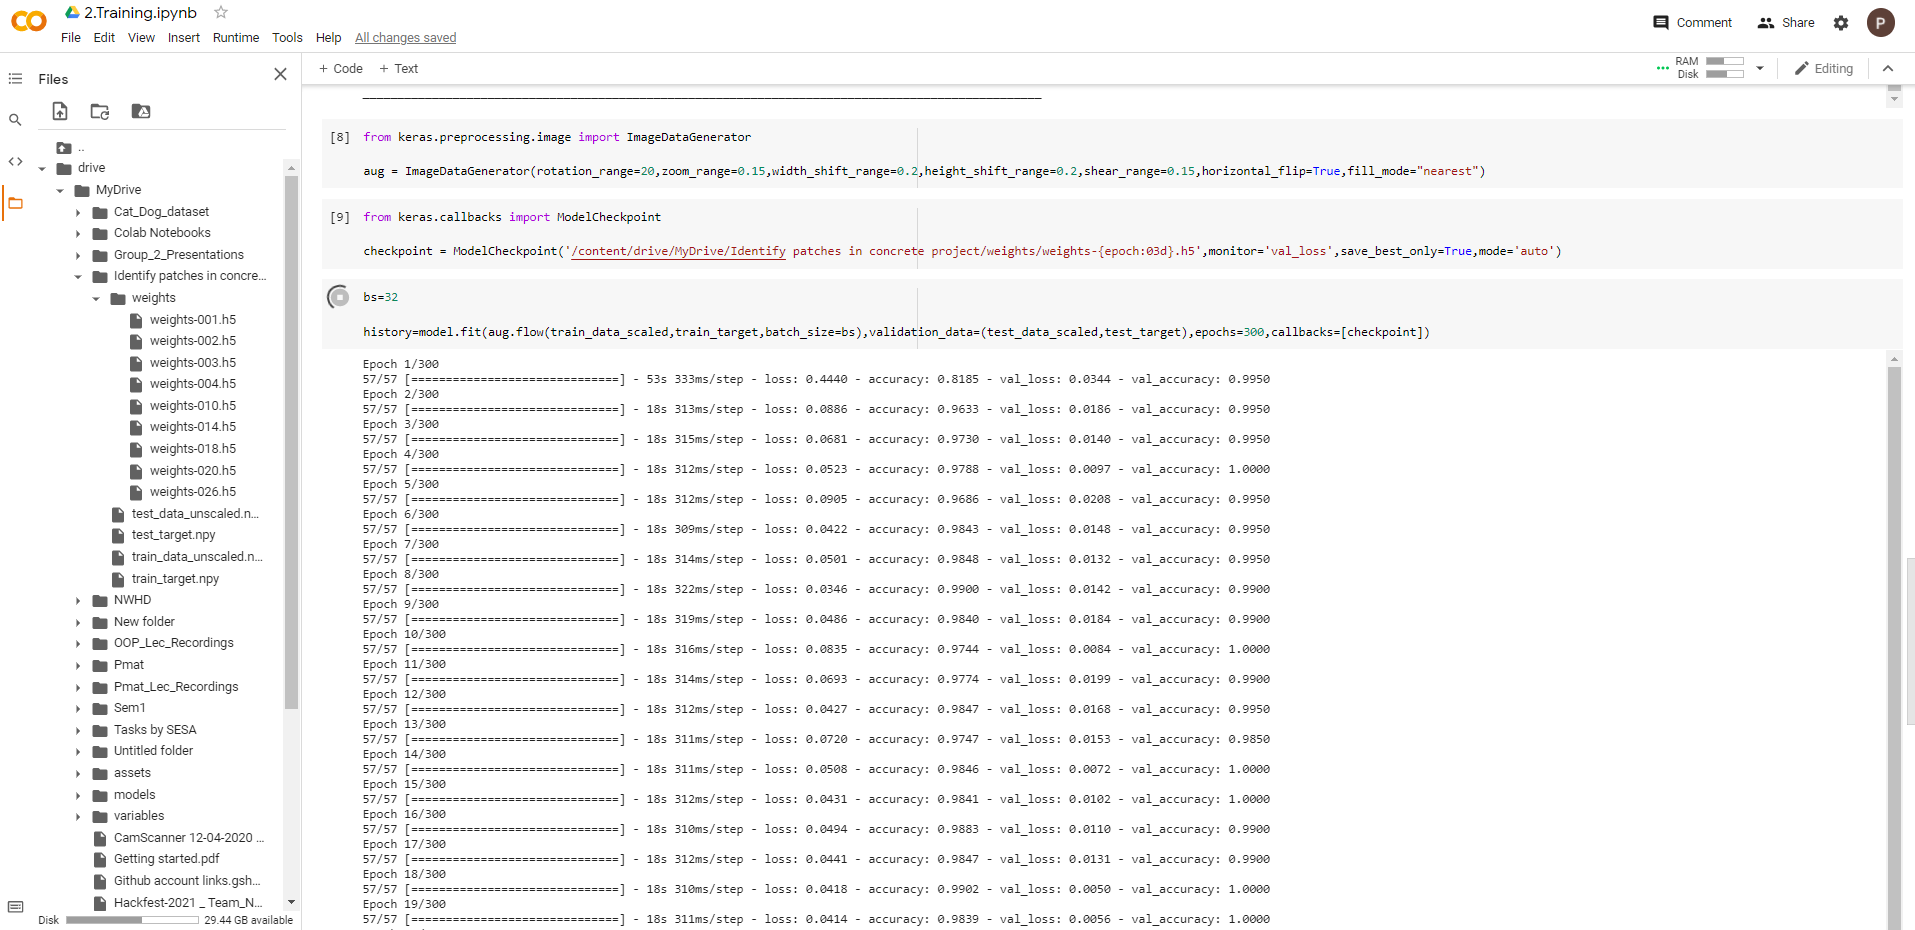 2.Training.ipynb
File Edit View Insert Runtime Tools Help All changes saved
Comment Share P
Files
+ Code + Text
RAM
Disk
Editing
..
drive
MyDrive
Cat_Dog_dataset
Colab Notebooks
Group_2_Presentations
Identify patches in concre...
weights
weights-001.h5
weights-002.h5
weights-003.h5
weights-004.h5
weights-010.h5
weights-014.h5
weights-018.h5
weights-020.h5
weights-026.h5
test_data_unscaled.n...
test_target.npy
train_data_unscaled.n...
train_target.npy
NWHD
New folder
OOP_Lec_Recordings
Pmat
Pmat_Lec_Recordings
Sem1
Tasks by SESA
Untitled folder
assets
models
variables
CamScanner 12-04-2020 ...
Getting started.pdf
Github account links.gsh...
Hackfest-2021 _ Team_N...
Disk 29.44 GB available
[8] from keras.preprocessing.image import ImageDataGenerator
aug = ImageDataGenerator(rotation_range=20,zoom_range=0.15,width_shift_range=0.2,height_shift_range=0.2,shear_range=0.15,horizontal_flip=True,fill_mode="nearest")
[9] from keras.callbacks import ModelCheckpoint
checkpoint = ModelCheckpoint('/content/drive/MyDrive/Identify patches in concrete project/weights/weights-{epoch:03d}.h5',monitor='val_loss',save_best_only=True,mode='auto')
bs=32
history=model.fit(aug.flow(train_data_scaled,train_target,batch_size=bs),validation_data=(test_data_scaled,test_target),epochs=300,callbacks=[checkpoint])
Epoch 1/300
57/57 [==============================] - 53s 333ms/step - loss: 0.4440 - accuracy: 0.8185 - val_loss: 0.0344 - val_accuracy: 0.9950
Epoch 2/300
57/57 [==============================] - 18s 313ms/step - loss: 0.0886 - accuracy: 0.9633 - val_loss: 0.0186 - val_accuracy: 0.9950
Epoch 3/300
57/57 [==============================] - 18s 315ms/step - loss: 0.0681 - accuracy: 0.9730 - val_loss: 0.0140 - val_accuracy: 0.9950
Epoch 4/300
57/57 [==============================] - 18s 312ms/step - loss: 0.0523 - accuracy: 0.9788 - val_loss: 0.0097 - val_accuracy: 1.0000
Epoch 5/300
57/57 [==============================] - 18s 312ms/step - loss: 0.0905 - accuracy: 0.9686 - val_loss: 0.0208 - val_accuracy: 0.9950
Epoch 6/300
57/57 [==============================] - 18s 309ms/step - loss: 0.0422 - accuracy: 0.9843 - val_loss: 0.0148 - val_accuracy: 0.9950
Epoch 7/300
57/57 [==============================] - 18s 314ms/step - loss: 0.0501 - accuracy: 0.9848 - val_loss: 0.0132 - val_accuracy: 0.9950
Epoch 8/300
57/57 [==============================] - 18s 322ms/step - loss: 0.0346 - accuracy: 0.9900 - val_loss: 0.0142 - val_accuracy: 0.9900
Epoch 9/300
57/57 [==============================] - 18s 319ms/step - loss: 0.0486 - accuracy: 0.9840 - val_loss: 0.0184 - val_accuracy: 0.9900
Epoch 10/300
57/57 [==============================] - 18s 316ms/step - loss: 0.0835 - accuracy: 0.9744 - val_loss: 0.0084 - val_accuracy: 1.0000
Epoch 11/300
57/57 [==============================] - 18s 314ms/step - loss: 0.0693 - accuracy: 0.9774 - val_loss: 0.0199 - val_accuracy: 0.9900
Epoch 12/300
57/57 [==============================] - 18s 312ms/step - loss: 0.0427 - accuracy: 0.9847 - val_loss: 0.0168 - val_accuracy: 0.9950
Epoch 13/300
57/57 [==============================] - 18s 311ms/step - loss: 0.0720 - accuracy: 0.9747 - val_loss: 0.0153 - val_accuracy: 0.9850
Epoch 14/300
57/57 [==============================] - 18s 311ms/step - loss: 0.0508 - accuracy: 0.9846 - val_loss: 0.0072 - val_accuracy: 1.0000
Epoch 15/300
57/57 [==============================] - 18s 312ms/step - loss: 0.0431 - accuracy: 0.9841 - val_loss: 0.0102 - val_accuracy: 1.0000
Epoch 16/300
57/57 [==============================] - 18s 310ms/step - loss: 0.0494 - accuracy: 0.9883 - val_loss: 0.0110 - val_accuracy: 0.9900
Epoch 17/300
57/57 [==============================] - 18s 312ms/step - loss: 0.0441 - accuracy: 0.9847 - val_loss: 0.0131 - val_accuracy: 0.9900
Epoch 18/300
57/57 [==============================] - 18s 310ms/step - loss: 0.0418 - accuracy: 0.9902 - val_loss: 0.0050 - val_accuracy: 1.0000
Epoch 19/300
57/57 [==============================] - 18s 311ms/step - loss: 0.0414 - accuracy: 0.9839 - val_loss: 0.0056 - val_accuracy: 1.0000